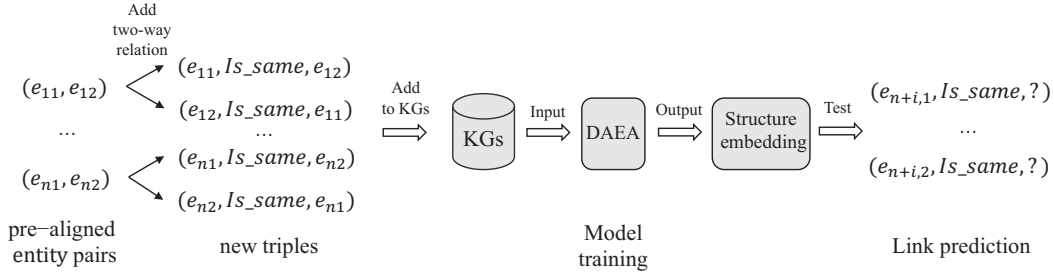 Add
two-way
relation
(e11, e12)
...
(en1, en2)
pre−aligned
entity pairs
(e11, Is_same, e12)
(e12, Is_same, e11)
...
(en1, Is_same, en2)
(en2, Is_same, en1)
new triples
Add
to KGs
KGs
Input
DAEA
Output
Structure
embedding
Model
training
Test
(en+i,1, Is_same, ?)
...
(en+i,2, Is_same, ?)
Link prediction